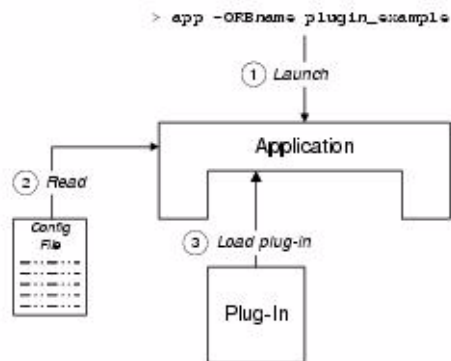 > app -ORBname plugin_example
1 Launch
Application
2 Read
Config
File
3 Load plug-in
Plug-In